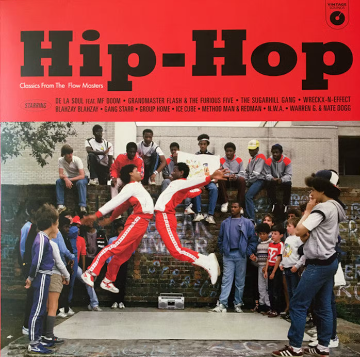 Hip-Hop
Classics From The Flow Masters
STARRING
DE LA SOUL FEAT. MF DOOM • GRANDMASTER FLASH & THE FURIOUS FIVE • THE SUGARHILL GANG • WRECKX-N-EFFECT
BLAHZAY BLAHZAY • GANG STARR • GROUP HOME • ICE CUBE • METHOD MAN & REDMAN • N.W.A. • WARREN G. & NATE DOGG